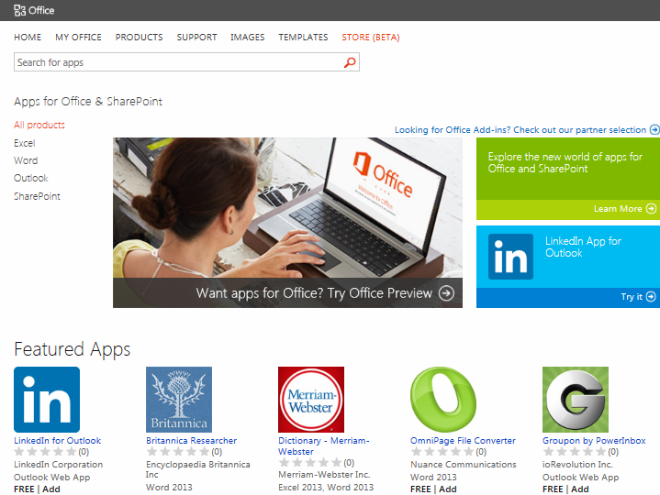 Office
HOME MY OFFICE PRODUCTS SUPPORT IMAGES TEMPLATES STORE (BETA)
Search for apps
Apps for Office & SharePoint
All products
Excel
Word
Outlook
SharePoint
Looking for Office Add-ins? Check out our partner selection
Office
Want apps for Office? Try Office Preview
Explore the new world of apps for
Office and SharePoint
Learn More
in
LinkedIn App for
Outlook
Try it
Featured Apps
in
LinkedIn for Outlook
(0)
LinkedIn Corporation
Outlook Web App
FREE | Add
Britannica
Britannica Researcher
(0)
Encyclopaedia Britannica
Inc
Word 2013
Merriam-
Webster
Dictionary - Merriam-
Webster
(0)
Merriam-Webster Inc.
Excel 2013, Word 2013
OmniPage File Converter
(0)
Nuance Communications
Word 2013
FREE | Add
G
Groupon by PowerInbox
(0)
ioRevolution Inc.
Outlook Web App
FREE | Add